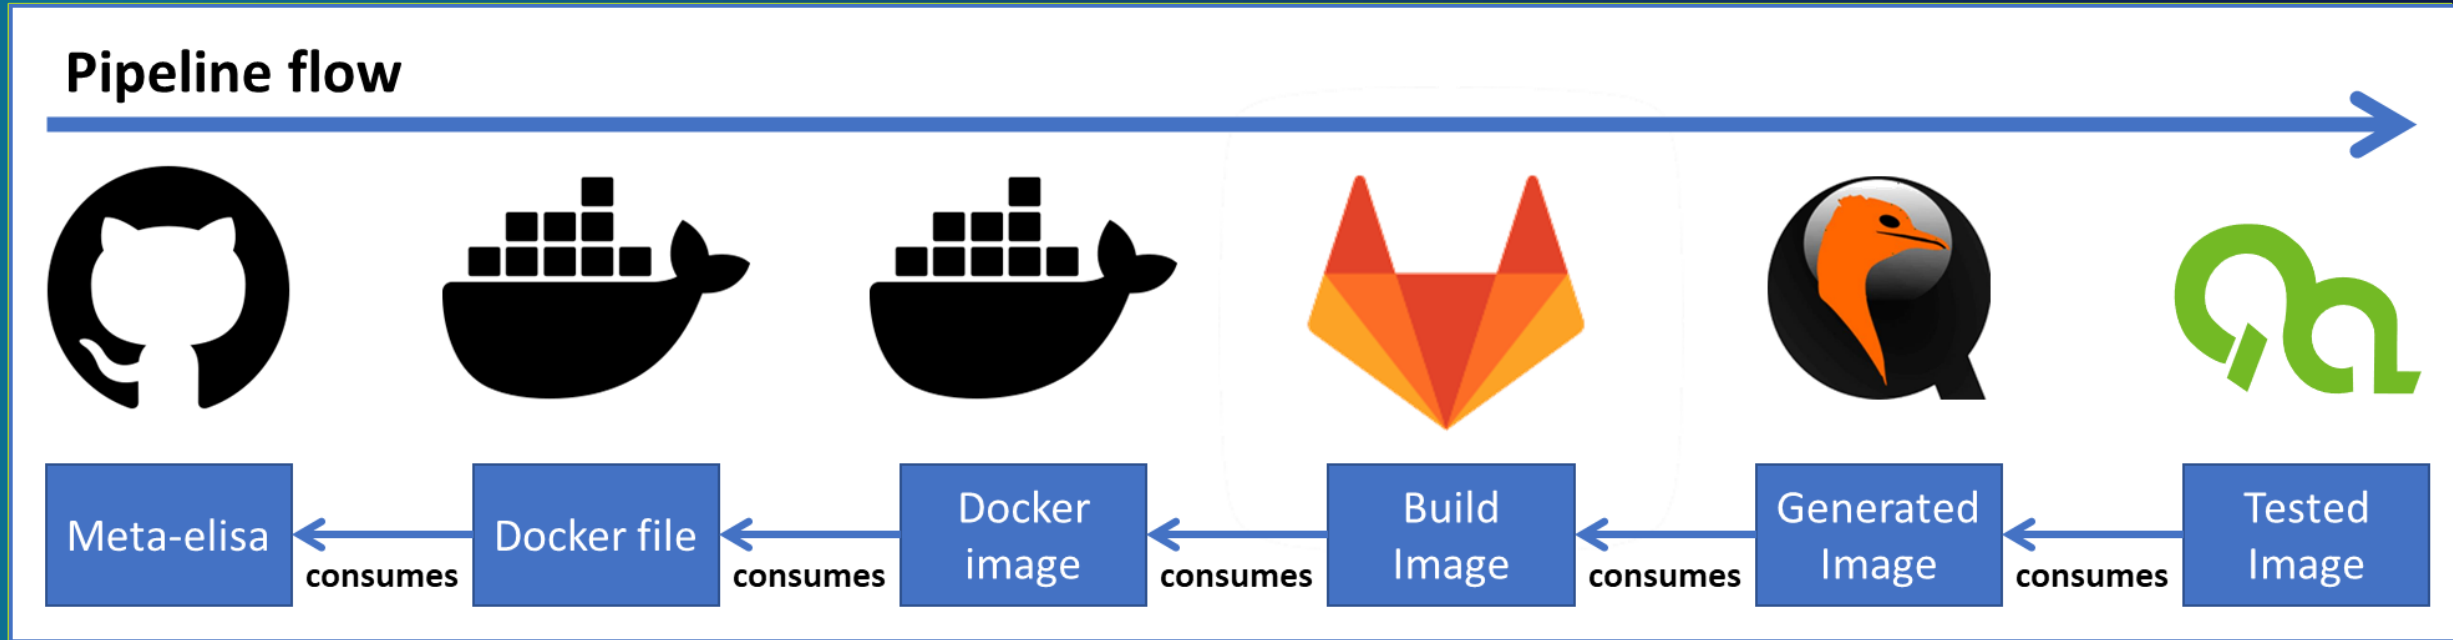 Pipeline flow
Meta-elisa
consumes
Docker file
consumes
Docker
image
consumes
Build
Image
consumes
Generated
Image
consumes
Tested
Image